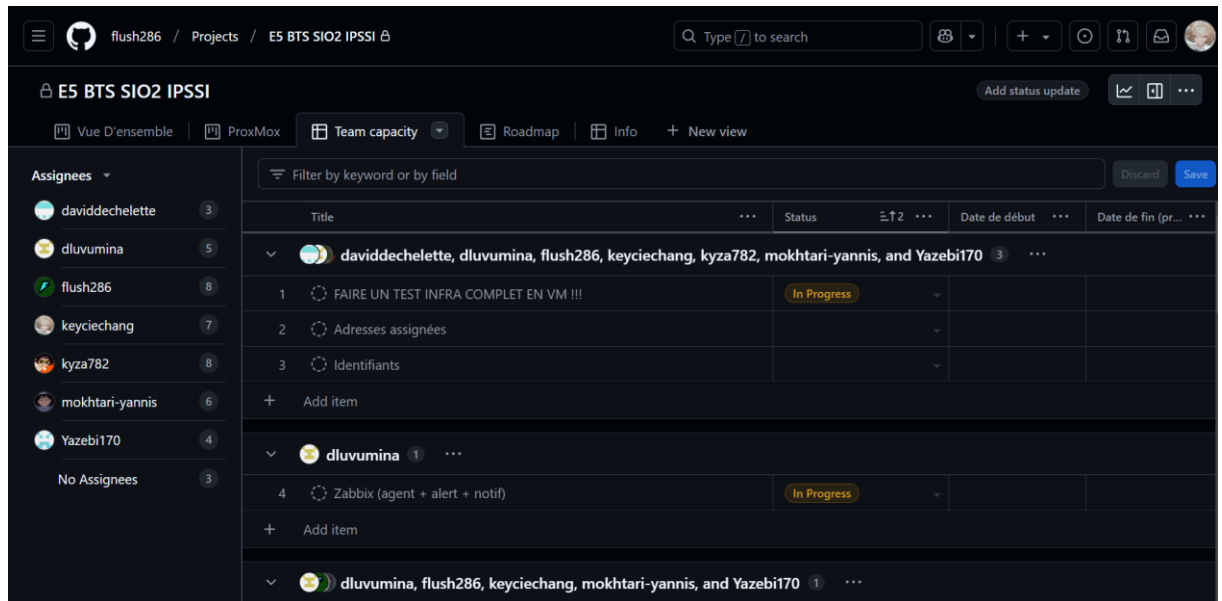 flush286 / Projects / E5 BTS SIO2 IPSSI
Type / to search
E5 BTS SIO2 IPSSI
Add status update
Vue D'ensemble
ProxMox
Team capacity
Roadmap
Info
+ New view
Assignees
Filter by keyword or by field
Discard
Save
daviddechelette 3
dluvumina 5
flush286 8
keyciechang 7
kyza782 8
mokhtari-yannis 6
Yazebi170 4
No Assignees 3
Title ... Status 2 ... Date de début ... Date de fin (pr... ...
daviddechelette, dluvumina, flush286, keyciechang, kyza782, mokhtari-yannis, and Yazebi170 3 ...
1 FAIRE UN TEST INFRA COMPLET EN VM !!! In Progress
2 Adresses assignées
3 Identifiants
+ Add item
dluvumina 1 ...
4 Zabbix (agent + alert + notif) In Progress
+ Add item
dluvumina, flush286, keyciechang, mokhtari-yannis, and Yazebi170 1 ...